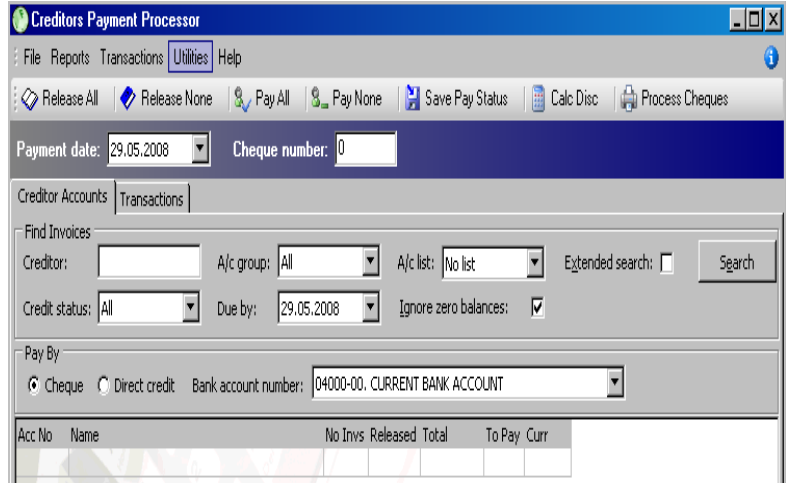 Creditors Payment Processor
File Reports Transactions Utilities Help
Release All Release None Pay All Pay None Save Pay Status Calc Disc Process Cheques
Payment date: 29.05.2008 Cheque number: 0
Creditor Accounts Transactions
Find Invoices
Creditor: A/c group: All A/c list: No list Extended search: Search
Credit status: All Due by: 29.05.2008 Ignore zero balances:
Pay By
Cheque Direct credit Bank account number: 04000-00. CURRENT BANK ACCOUNT
Acc No Name No Invs Released Total To Pay Curr